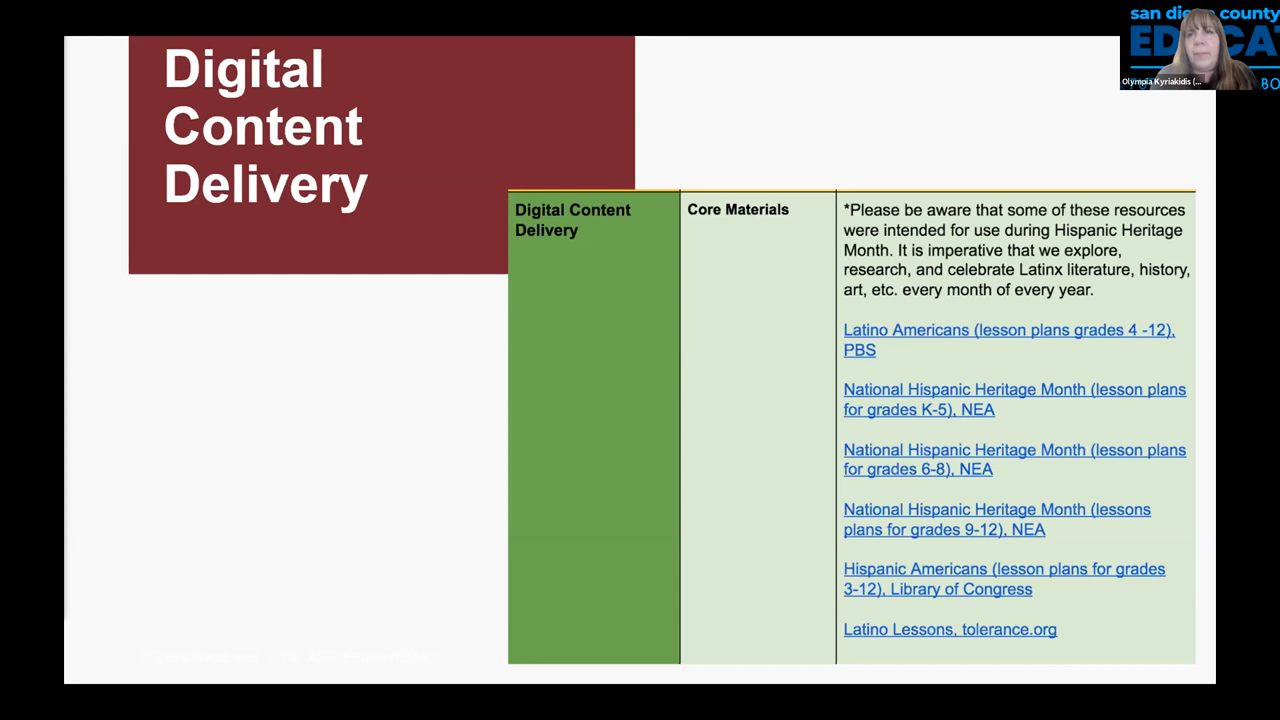 san diego county
Olympia Kyriakidis (...
Digital
Content
Delivery
Digital Content
Delivery
Core Materials
*Please be aware that some of these resources
were intended for use during Hispanic Heritage
Month. It is imperative that we explore,
research, and celebrate Latinx literature, history,
art, etc. every month of every year.
Latino Americans (lesson plans grades 4 -12),
PBS
National Hispanic Heritage Month (lesson plans
for grades K-5), NEA
National Hispanic Heritage Month (lesson plans
for grades 6-8), NEA
National Hispanic Heritage Month (lessons
plans for grades 9-12), NEA
Hispanic Americans (lesson plans for grades
3-12), Library of Congress
Latino Lessons, tolerance.org